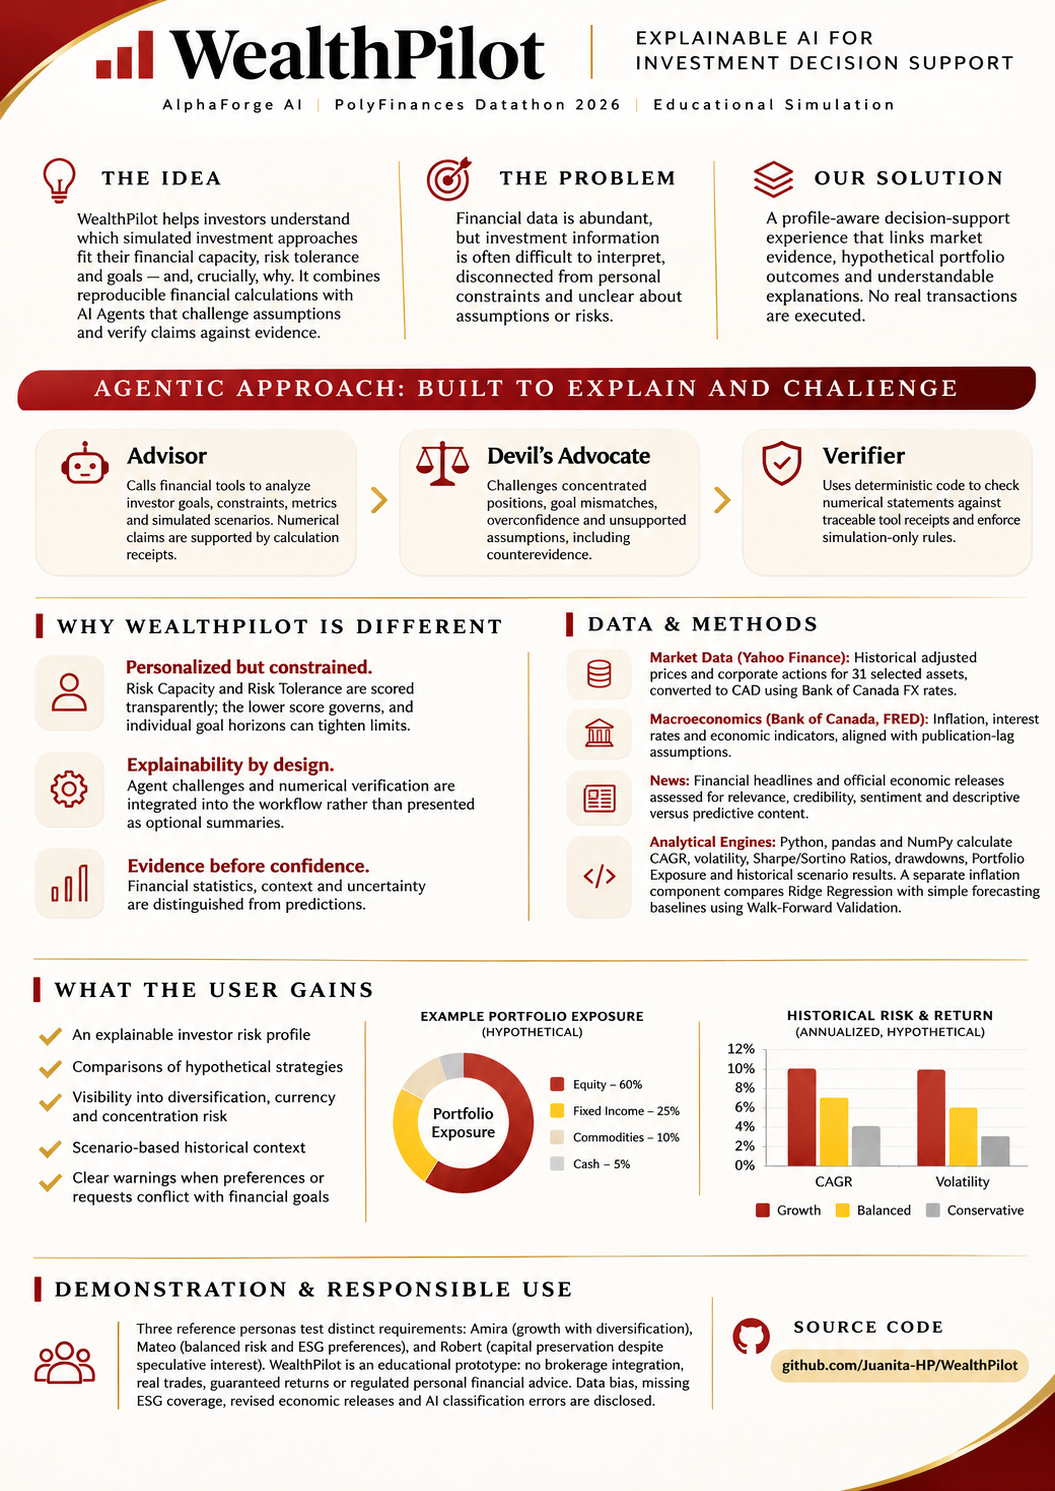 WealthPilot
EXPLAINABLE AI FOR
INVESTMENT DECISION SUPPORT
AlphaForge AI | PolyFinances Datathon 2026 | Educational Simulation
THE IDEA
WealthPilot helps investors understand
which simulated investment approaches
fit their financial capacity, risk tolerance
and goals — and, crucially, why. It combines
reproducible financial calculations with
AI Agents that challenge assumptions
and verify claims against evidence.
THE PROBLEM
Financial data is abundant,
but investment information
is often difficult to interpret,
disconnected from personal
constraints and unclear about
assumptions or risks.
OUR SOLUTION
A profile-aware decision-support
experience that links market
evidence, hypothetical portfolio
outcomes and understandable
explanations. No real transactions
are executed.
AGENTIC APPROACH: BUILT TO EXPLAIN AND CHALIENGE
Advisor
Calls financial tools to analyze
investor goals, constraints, metrics
and simulated scenarios. Numerical
claims are supported by calculation
receipts.
Devil's Advocate
Challenges concentrated
positions, goal mismatches,
overconfidence and unsupported
assumptions, including
counterevidence.
Verifier
Uses deterministic code to check
numerical statements against
traceable tool receipts and enforce
simulation-only rules.
WHY WEALTHPILOT IS DIFFERENT
Personalized but constrained.
Risk Capacity and Risk Tolerance are scored
transparently; the lower score governs, and
individual goal horizons can tighten limits.
Explainability by design.
Agent challenges and numerical verification are
integrated into the workflow rather than presented
as optional summaries.
Evidence before confidence.
Financial statistics, context and uncertainty
are distinguished from predictions.
DATA & METHODS
Market Data (Yahoo Finance): Historical adjusted
prices and corporate actions for 31 selected assets,
converted to CAD using Bank of Canada FX rates.
Macroeconomics (Bank of Canada, FRED): Inflation, interest
rates and economic indicators, aligned with publication-lag
assumptions.
News: Financial headlines and official economic releases
assessed for relevance, credibility, sentiment and descriptive
versus predictive content.
Analytical Engines: Python, pandas and NumPy calculate
CAGR, volatility, Sharpe/Sortino Ratios, drawdowns, Portfolio
Exposure and historical scenario results. A separate inflation
component compares Ridge Regression with simple forecasting
baselines using Walk-Forward Validation.
WHAT THE USER GAINS
An explainable investor risk profile
Comparisons of hypothetical strategies
Visibility into diversification, currency
and concentration risk
Scenario-based historical context
Clear warnings when preferences or
requests conflict with financial goals
EXAMPLE PORTFOLIO EXPOSURE
(HYPOTHETICAL)
Portfolio
Exposure
Equity – 60%
Fixed Income – 25%
Commodities – 10%
Cash – 5%
HISTORICAL RISK & RETURN
(ANNUALIZED, HYPOTHETICAL)
12%
10%
8%
6%
4%
2%
0%
CAGR
Volatility
Growth
Balanced
Conservative
DEMONSTRATION & RESPONSIBLE USE
Three reference personas test distinct requirements: Amira (growth with diversification),
Mateo (balanced risk and ESG preferences), and Robert (capital preservation despite
speculative interest). WealthPilot is an educational prototype: no brokerage integration,
real trades, guaranteed returns or regulated personal financial advice. Data bias, missing
ESG coverage, revised economic releases and AI classification errors are disclosed.
SOURCE CODE
github.com/Juanita-HP/WealthPilot